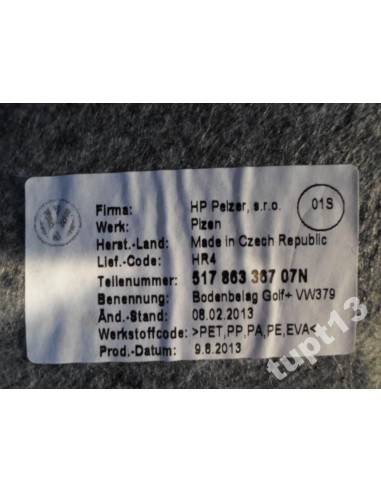 Firma: HP Pelzer, s.r.o. 01S
Werk: Plzen
Herst.-Land: Made in Czech Republic
Lief.-Code: HR4
Teilenummer: 517 863 367 07N
Benennung: Bodenbelag Golf+ VW379
Änd.-Stand: 08.02.2013
Werkstoffcode: >PET,PP,PA,PE,EVA<
Prod.-Datum: 9.8.2013
tupt13